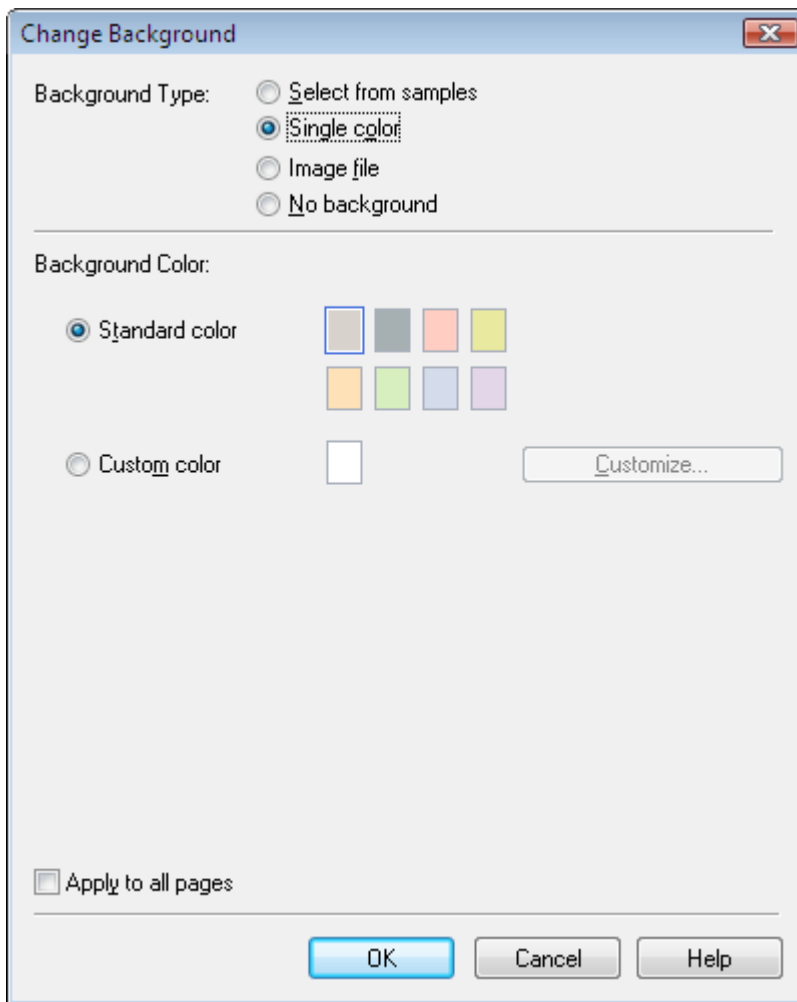 Change Background
Background Type:
Select from samples
Single color
Image file
No background
Background Color:
Standard color
Custom color
Customize...
Apply to all pages
OK Cancel Help